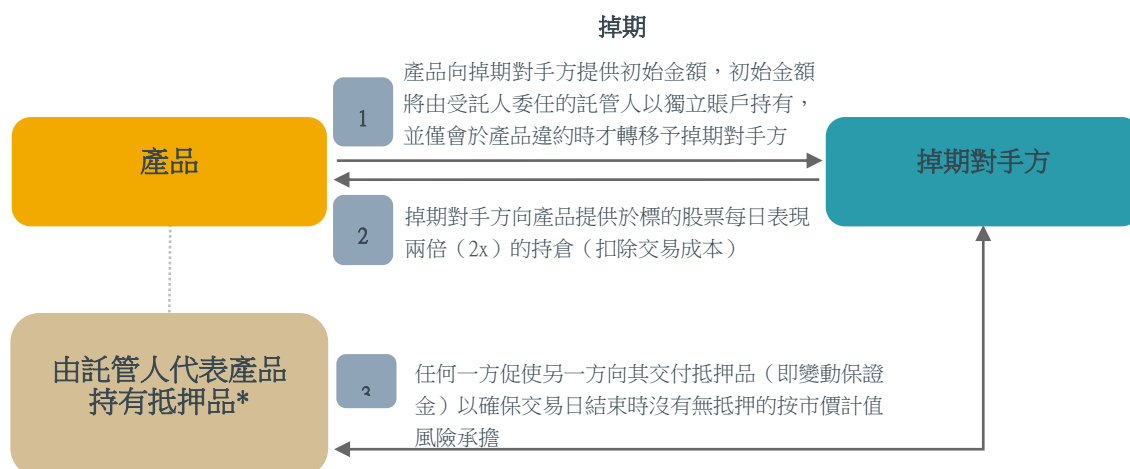 掉期
產品向掉期對手方提供初始金額，初始金額
將由受託人委任的託管人以獨立賬戶持有，
並僅會於產品違約時才轉移予掉期對手方
1
產品
掉期對手方
2
掉期對手方向產品提供於標的股票每日表現
兩倍（2x）的持倉（扣除交易成本）
由託管人代表產品
持有抵押品*
3
任何一方促使另一方向其交付抵押品（即變動保證
金）以確保交易日結束時沒有無抵押的按市價計值
風險承擔